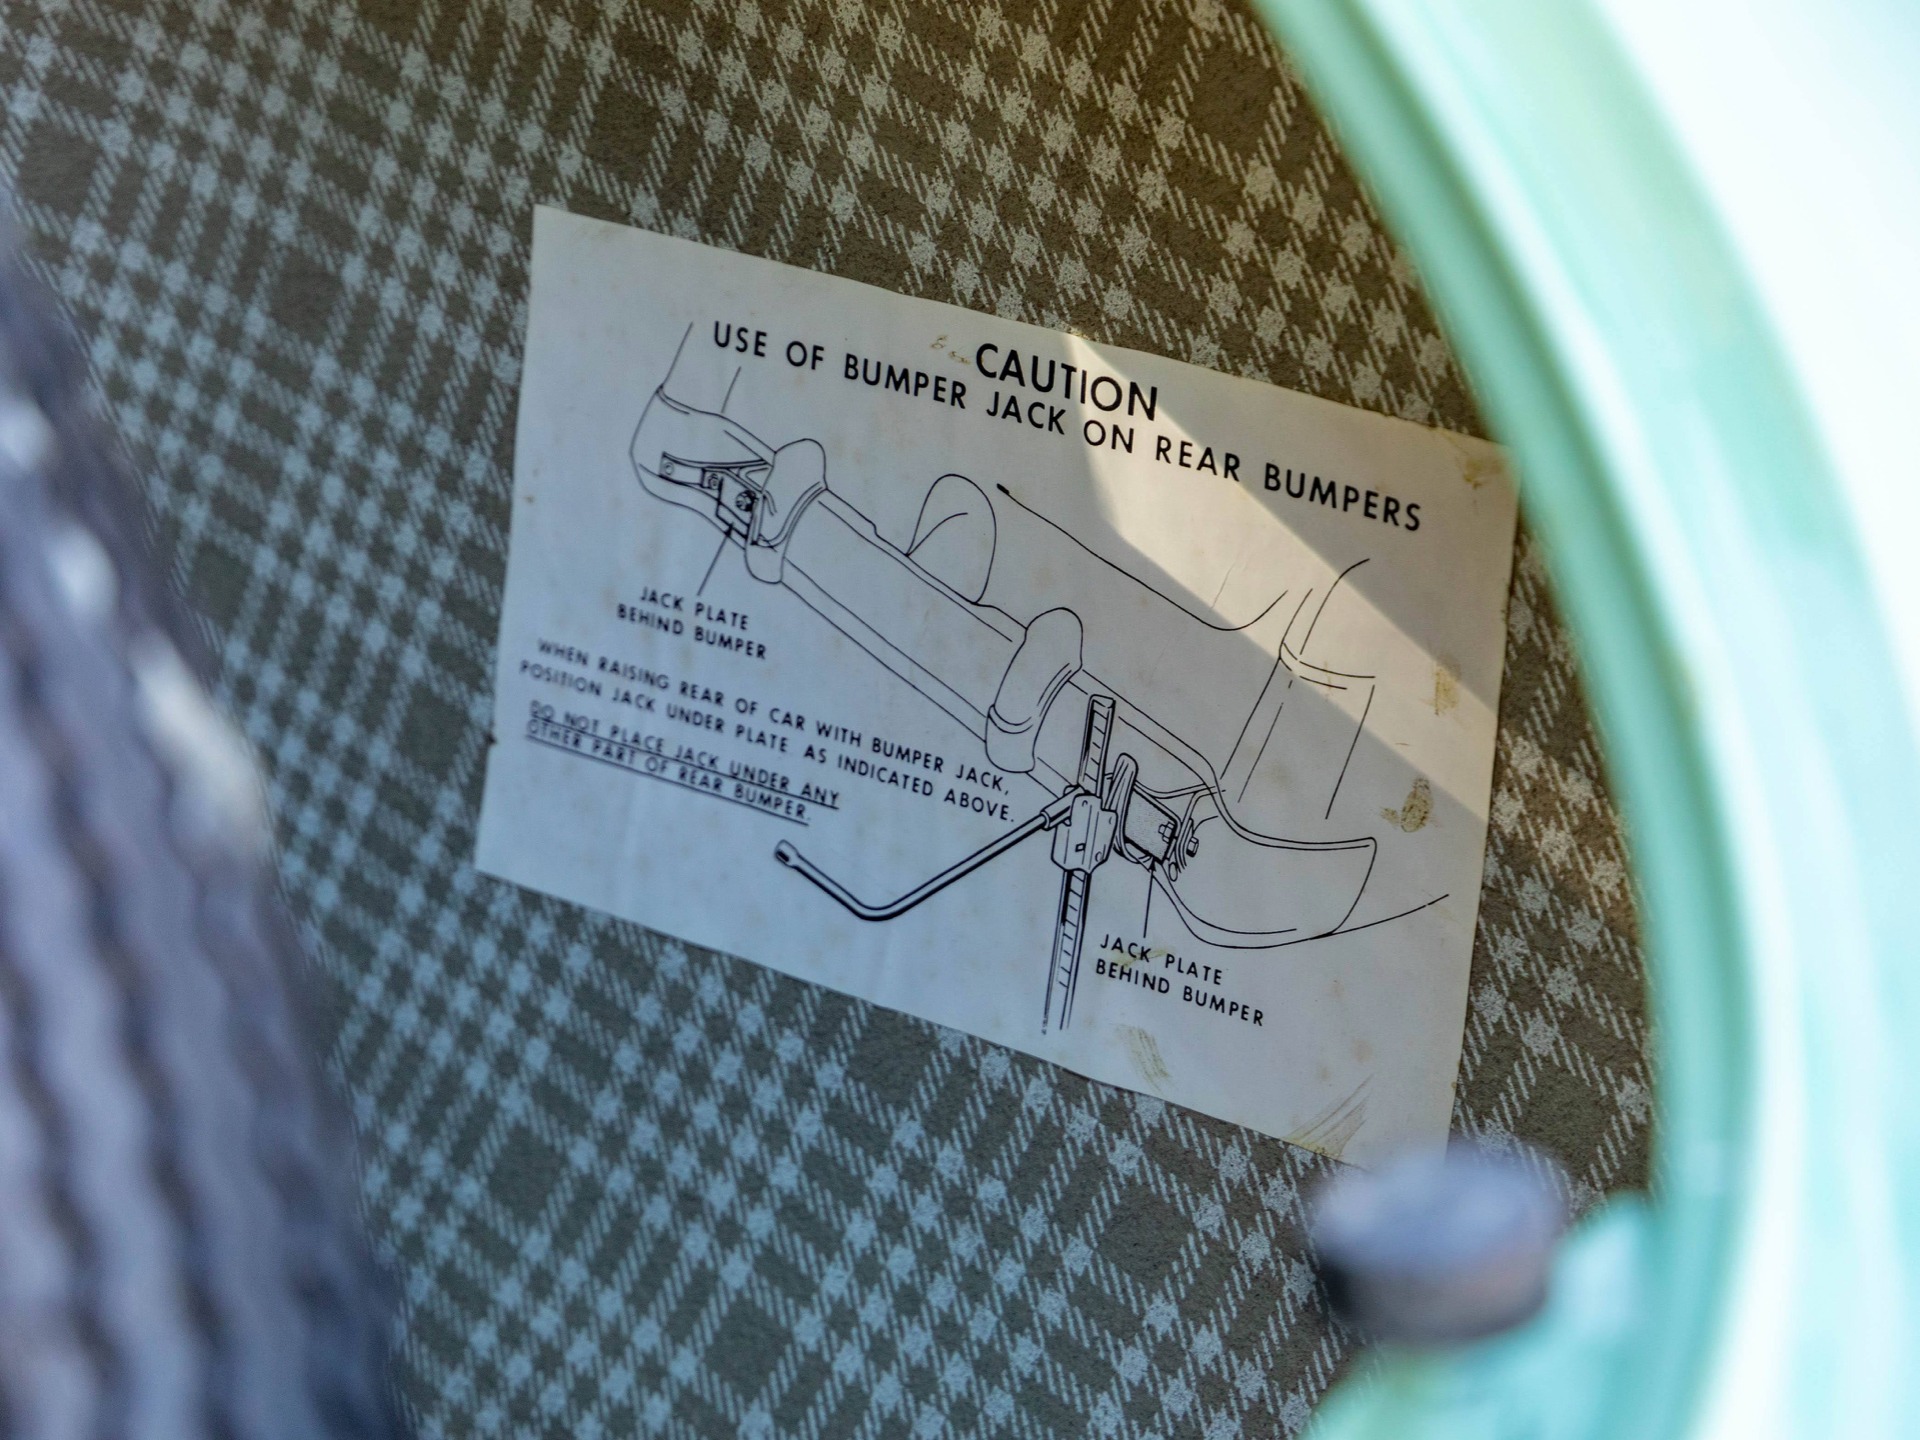 CAUTION
USE OF BUMPER JACK ON REAR BUMPERS
JACK PLATE
BEHIND BUMPER
WHEN RAISING REAR OF CAR WITH BUMPER JACK,
POSITION JACK UNDER PLATE AS INDICATED ABOVE.
DO NOT PLACE JACK UNDER ANY
OTHER PART OF REAR BUMPER.
JACK PLATE
BEHIND BUMPER